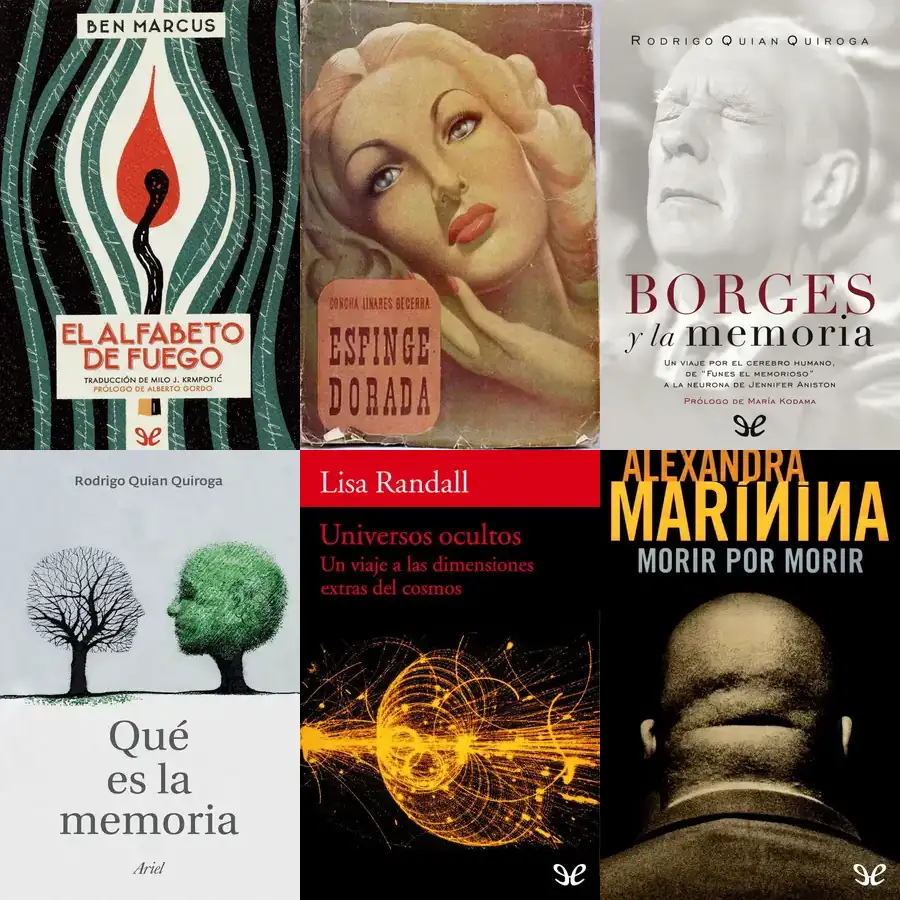 BEN MARCUS
EL ALFABETO
DE FUEGO
TRADUCCIÓN DE MILO J. KRMPOTIĆ
PRÓLOGO DE ALBERTO GORDO
CONCHA LINARES BECERRA
ESFINGE
DORADA
RODRIGO QUIAN QUIROGA
BORGES
y la memoria
UN VIAJE POR EL CEREBRO HUMANO,
DE "FUNES EL MEMORIOSO"
A LA NEURONA DE JENNIFER ANISTON
PRÓLOGO DE MARÍA KODAMA
Rodrigo Quian Quiroga
Qué
es la
memoria
Ariel
Lisa Randall
Universos ocultos
Un viaje a las dimensiones
extras del cosmos
ALEXANDRA
MARÍNINA
MORIR POR MORIR